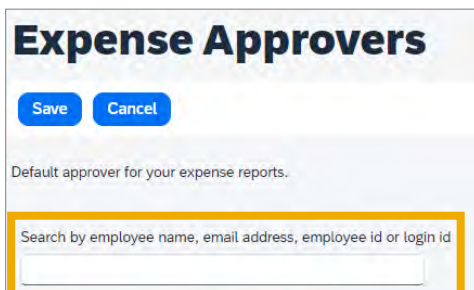 Expense Approvers
Save Cancel
Default approver for your expense reports.
Search by employee name, email address, employee id or login id